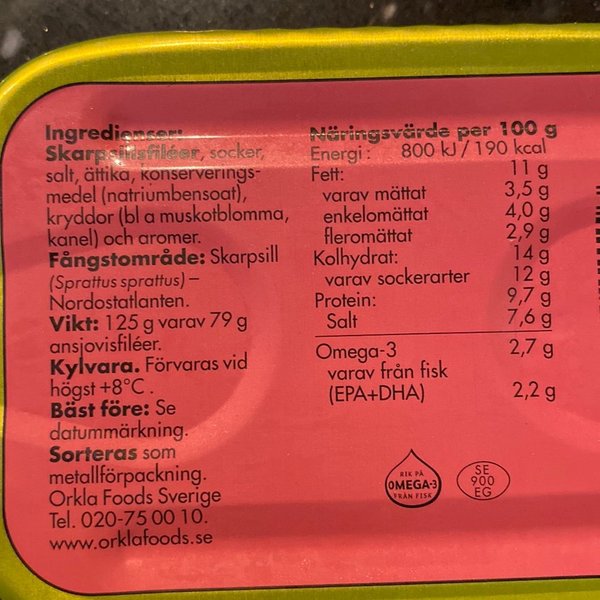 Ingredienser:
Skarpsillsfiléer, socker,
salt, ättika, konserverings-
medel (natriumbensoat),
kryddor (bl a muskotblomma,
kanel) och aromer.
Fångstområde: Skarpsill
(Sprattus sprattus) –
Nordostatlanten.
Vikt: 125 g varav 79 g
ansjovisfiléer.
Kylvara. Förvaras vid
högst +8°C.
Bäst före: Se
datummärkning.
Sorteras som
metallförpackning.
Orkla Foods Sverige
Tel. 020-75 00 10.
www.orklafoods.se
Näringsvärde per 100 g
Energi: 800 kJ/190 kcal
Fett: 11 g
varav mättat 3,5 g
enkelomättat 4,0 g
fleromättat 2,9 g
Kolhydrat: 14 g
varav sockerarter 12 g
Protein: 9,7 g
Salt 7,6 g
Omega-3 2,7 g
varav från fisk
(EPA+DHA) 2,2 g
RIK PÅ
OMEGA-3
FRÅN FISK
SE
900
EG